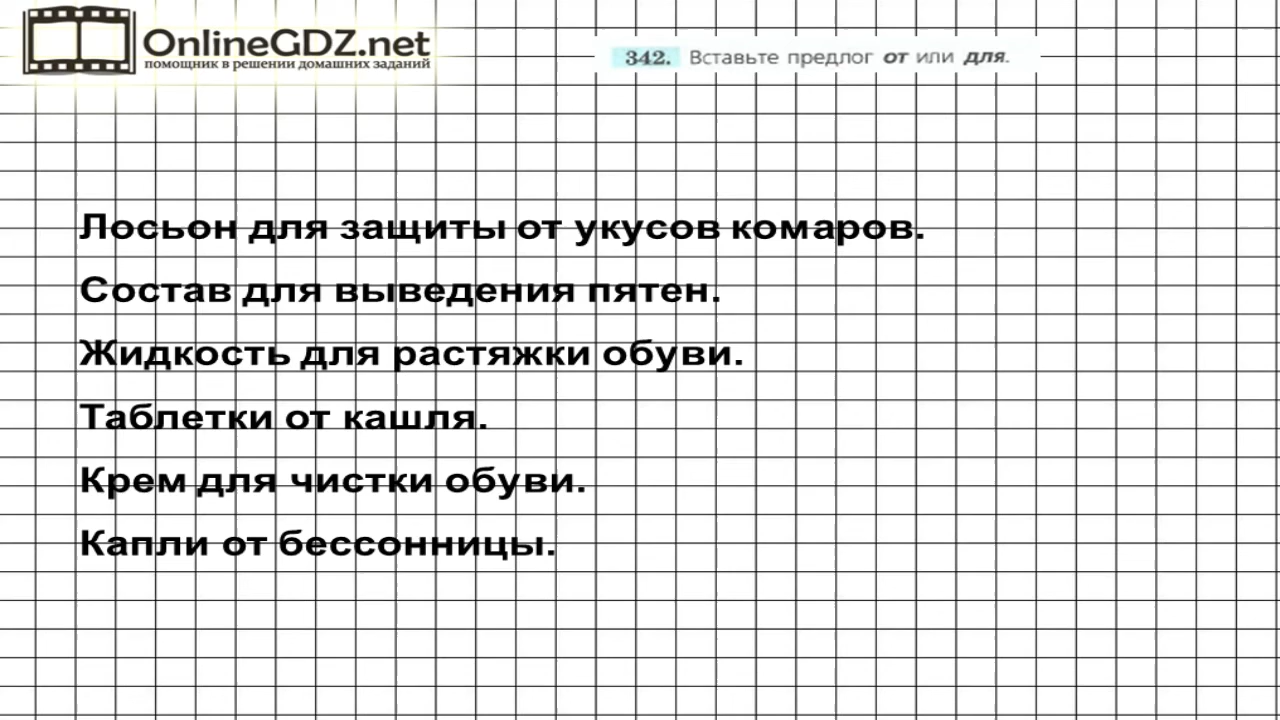 OnlineGDZ.net
помощник в решении домашних заданий
342. Вставьте предлог от или для.
Лосьон для защиты от укусов комаров.
Состав для выведения пятен.
Жидкость для растяжки обуви.
Таблетки от кашля.
Крем для чистки обуви.
Капли от бессонницы.